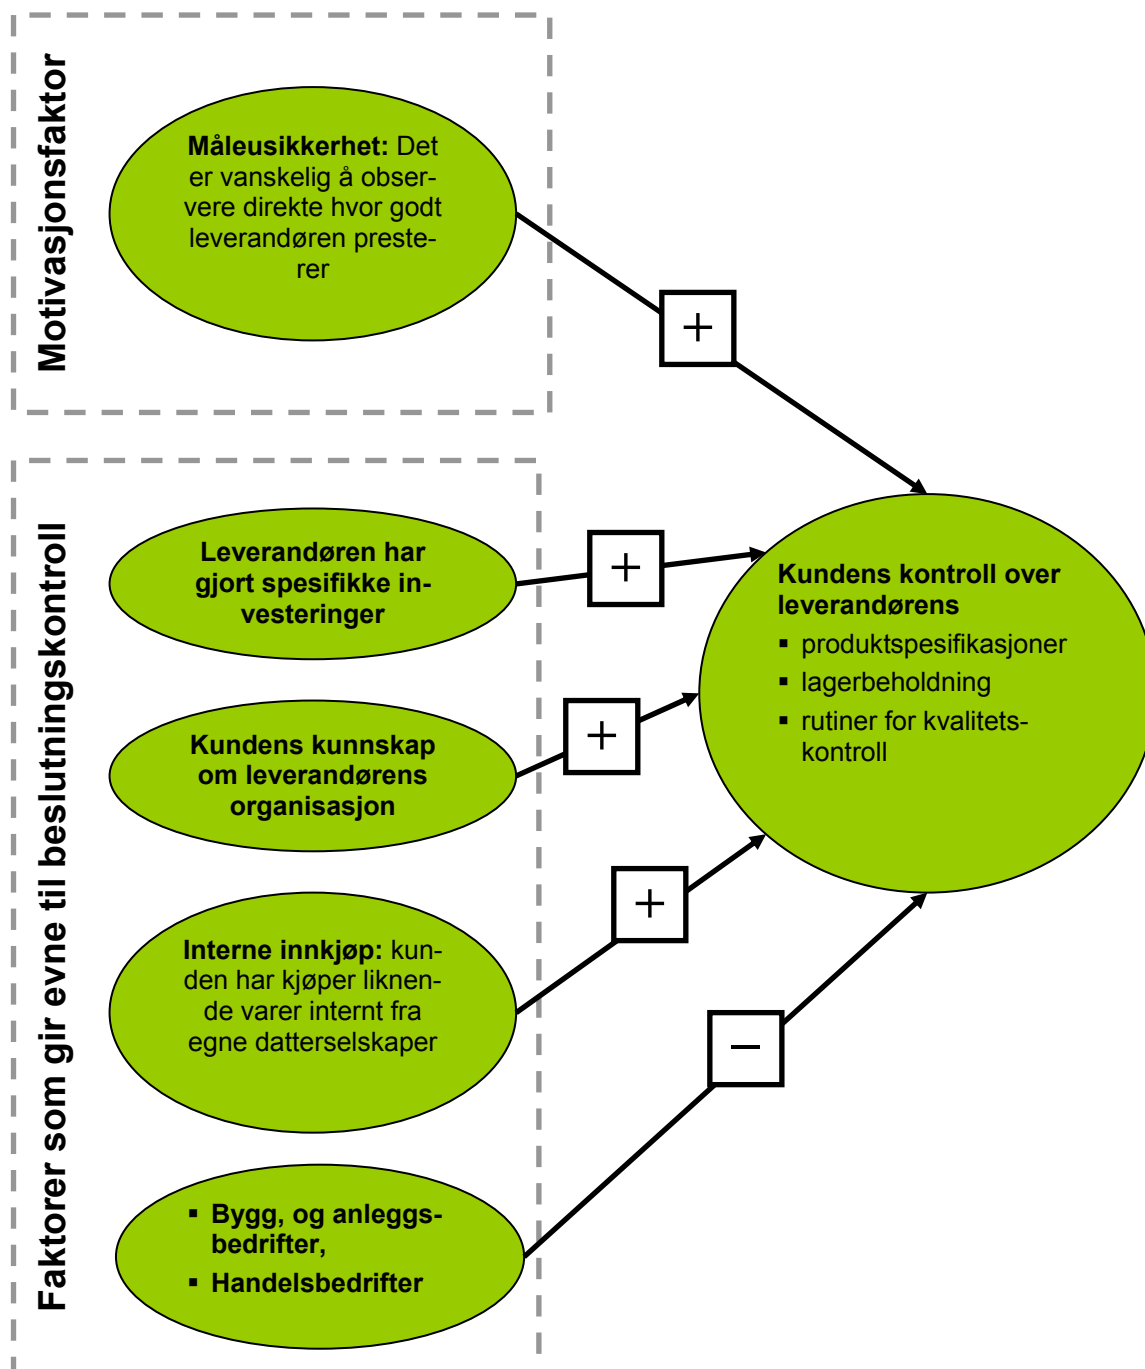 Motivasjonsfaktor
Måleusikkerhet: Det
er vanskelig å obser-
vere direkte hvor godt
leverandøren preste-
rer
+
Faktorer som gir evne til beslutningskontroll
Leverandøren har
gjort spesifikke in-
vesteringer
+
Kundens kunnskap
om leverandørens
organisasjon
+
Interne innkjøp: kun-
den har kjøper liknen-
de varer internt fra
egne datterselskaper
+
▪ Bygg, og anleggs-
bedrifter,
▪ Handelsbedrifter
−
Kundens kontroll over
leverandørens
▪ produktspesifikasjoner
▪ lagerbeholdning
▪ rutiner for kvalitets-
kontroll